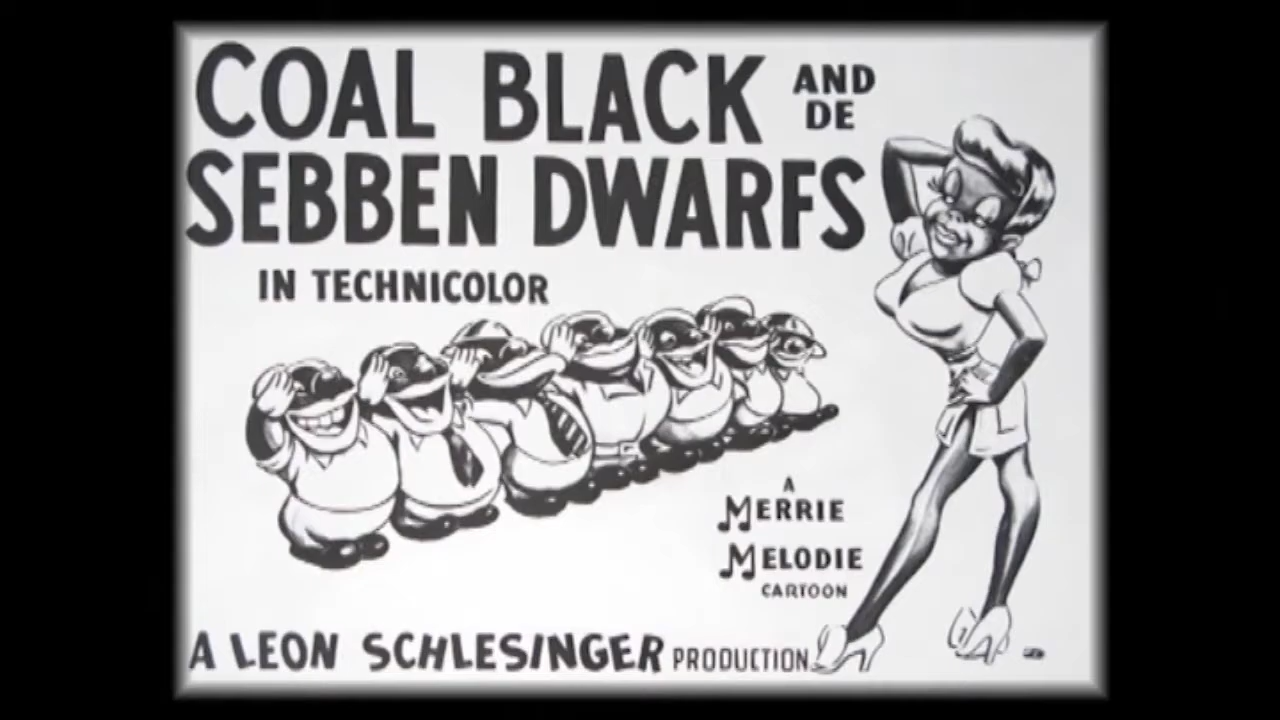 COAL BLACK AND DE
SEBBEN DWARFS
IN TECHNICOLOR
A
MERRIE
MELODIE
CARTOON
A LEON SCHLESINGER PRODUCTION